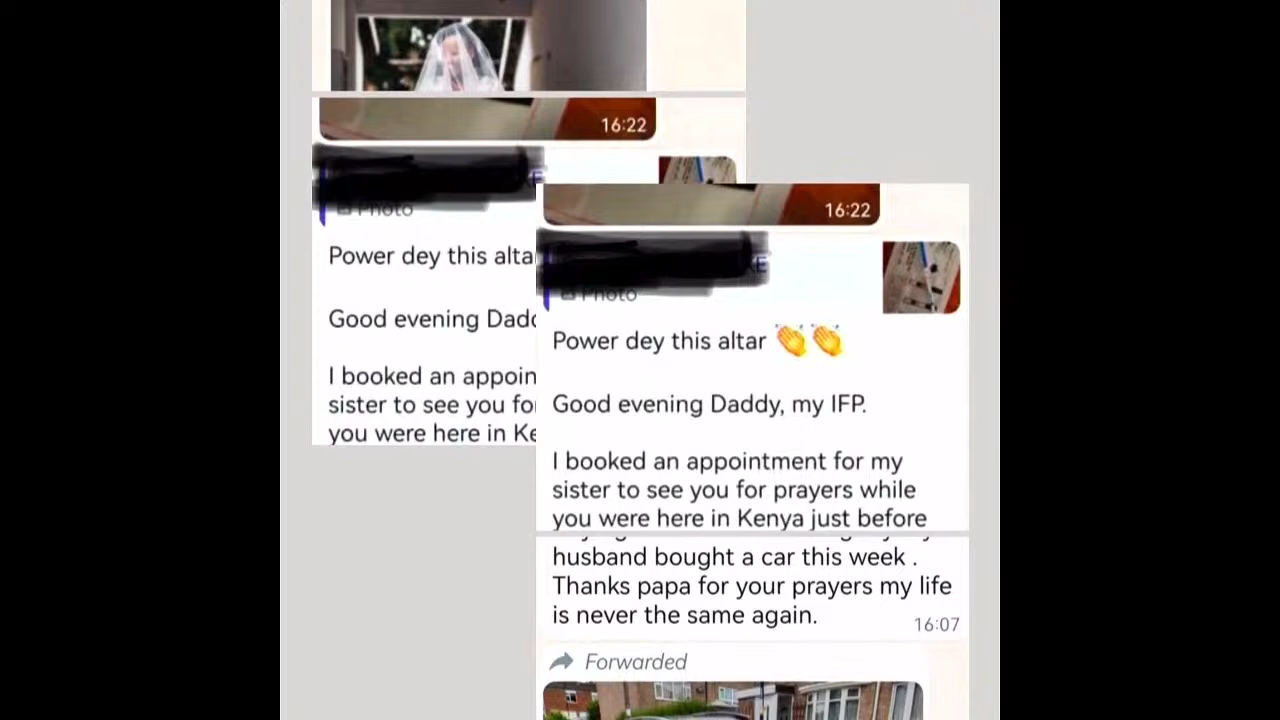 16:22
Photo
Power dey this alta
Good evening Dadd
I booked an appoin
sister to see you fo
you were here in Ke
16:22
KE
Photo
Power dey this altar 👏👏
Good evening Daddy, my IFP.
I booked an appointment for my
sister to see you for prayers while
you were here in Kenya just before
husband bought a car this week .
Thanks papa for your prayers my life
is never the same again.
16:07
Forwarded